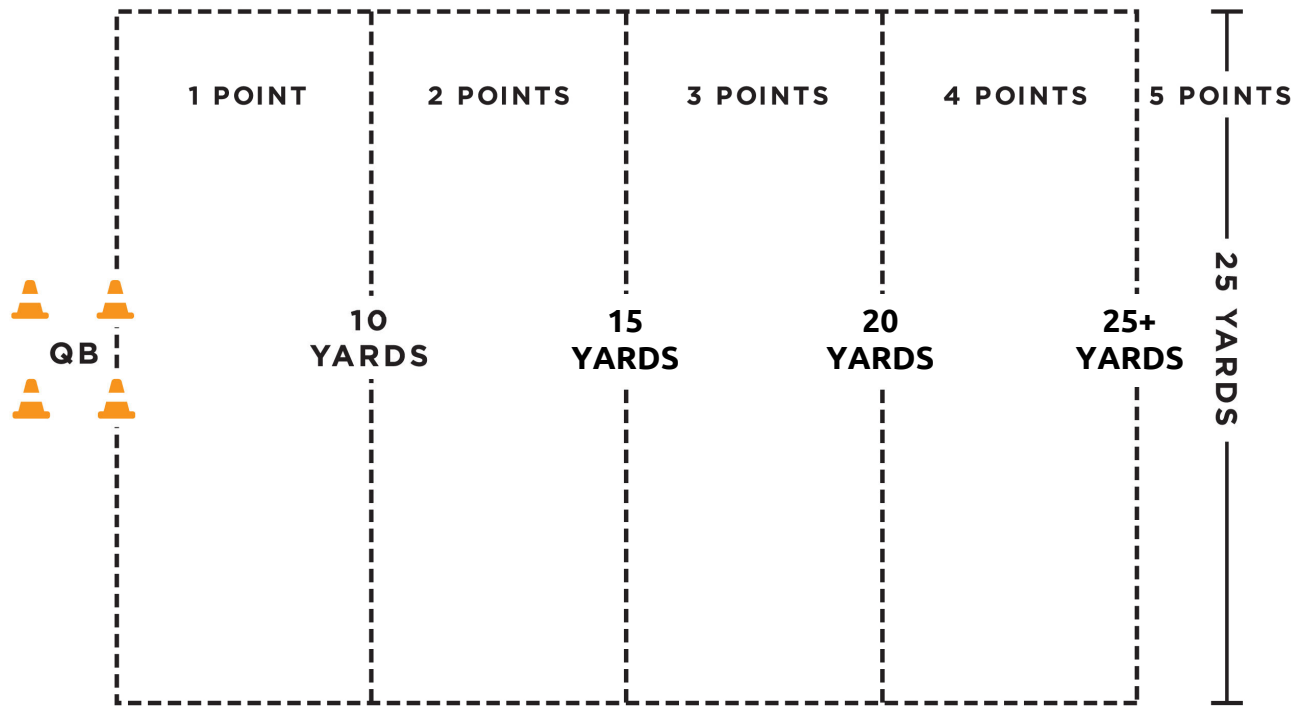 1 POINT
2 POINTS
3 POINTS
4 POINTS
5 POINTS
QB
10
YARDS
15
YARDS
20
YARDS
25+
YARDS
25 YARDS